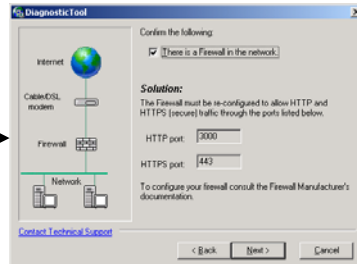 DiagnosticTool
Confirm the following:
There is a Firewall in the network.
Internet
Solution:
Cable/DSL
modem
The Firewall must be re-configured to allow HTTP and
HTTPS (secure) traffic through the ports listed below.
Firewall
HTTP port: 3000
HTTPS port: 443
Network
To configure your firewall consult the Firewall Manufacturer's
documentation.
Contact Technical Support
< Back
Next >
Cancel